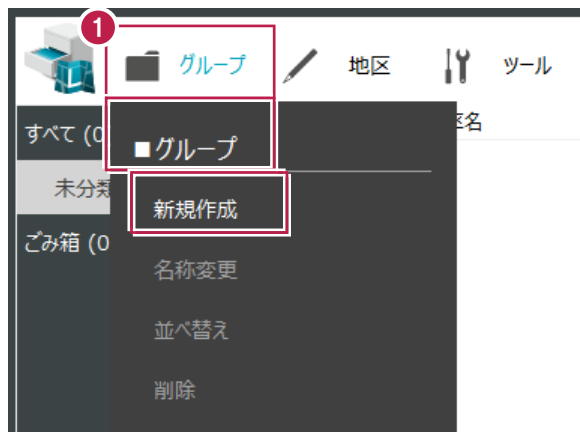 1
グループ 地区 ツール
すべて (0
区名
■グループ
未分類
新規作成
ごみ箱 (0
名称変更
並べ替え
削除